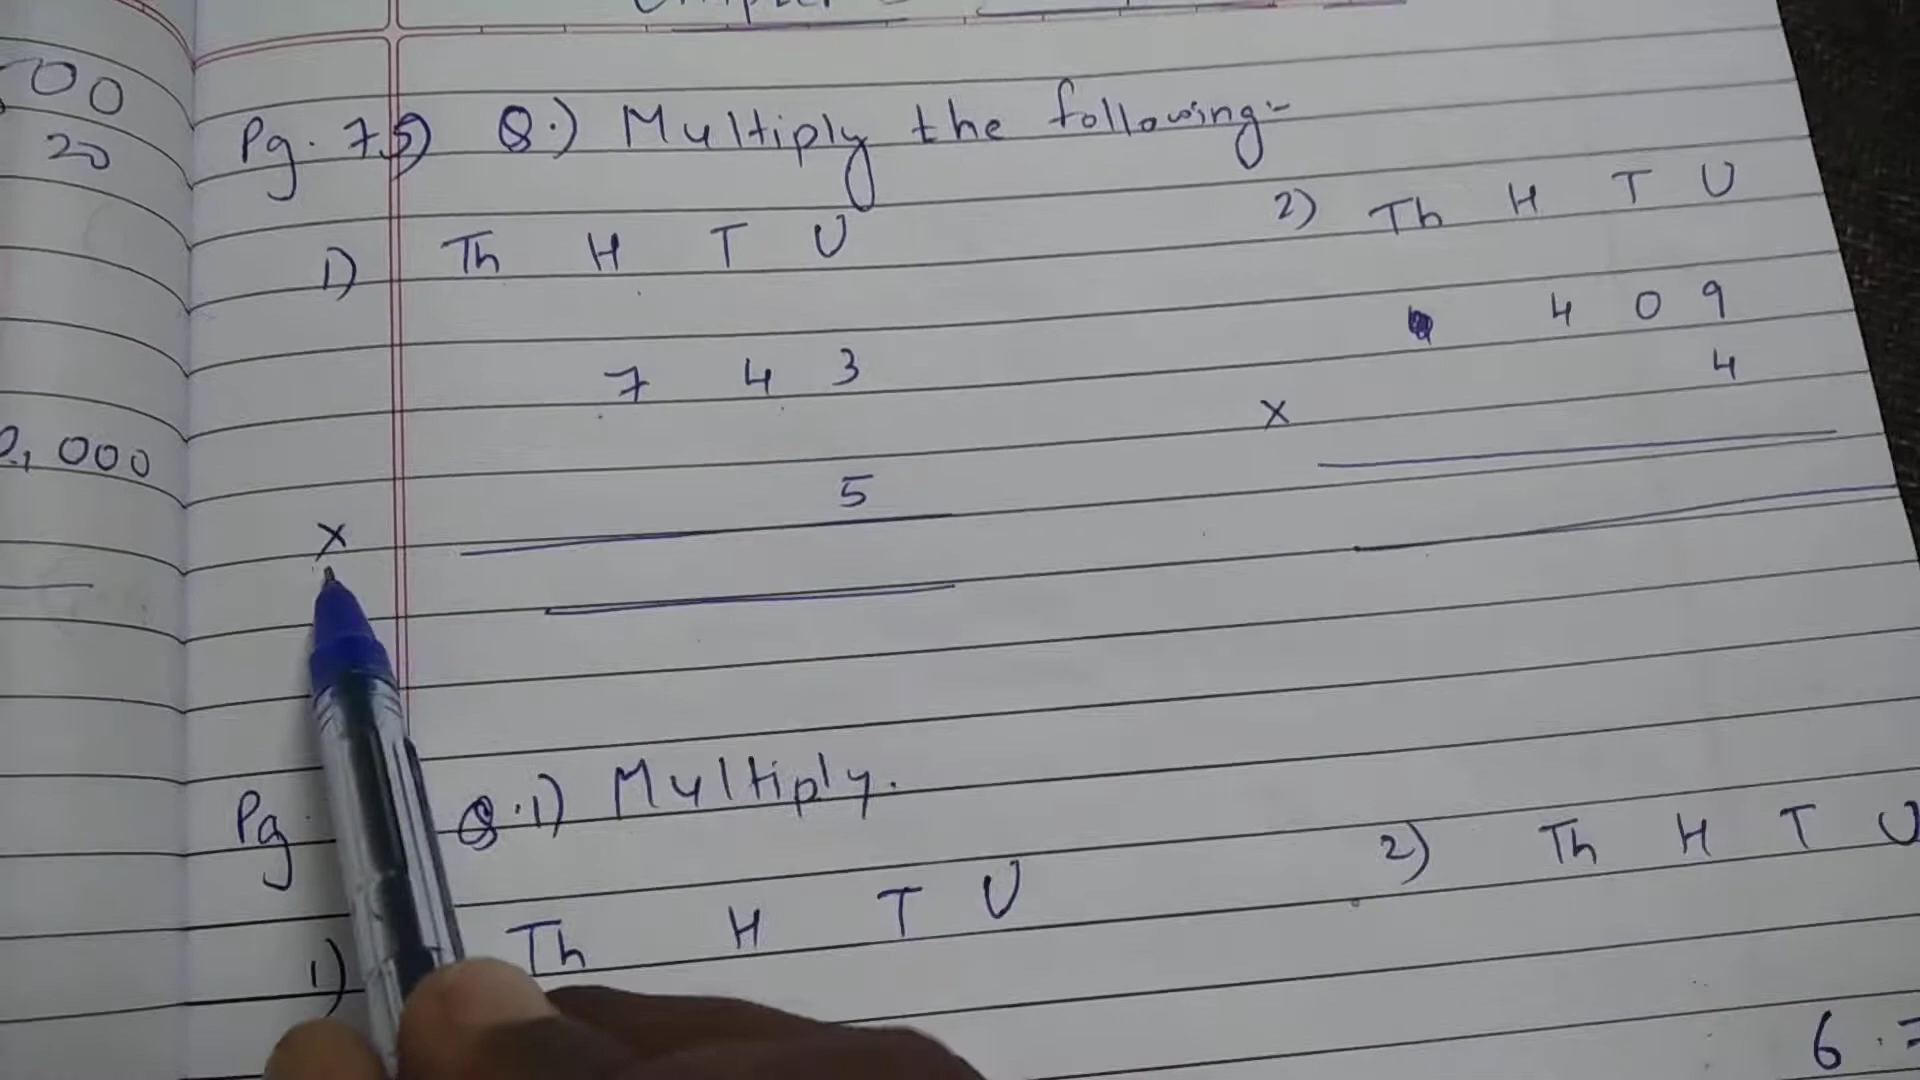 00
20
000
Pg. 75) Q.) Multiply the following:-
1) Th H T U
2) Th H T U
7 4 3
x 5
4 0 9
x 4
Pg. Q.1) Multiply.
1) Th H T U
2) Th H T U
6